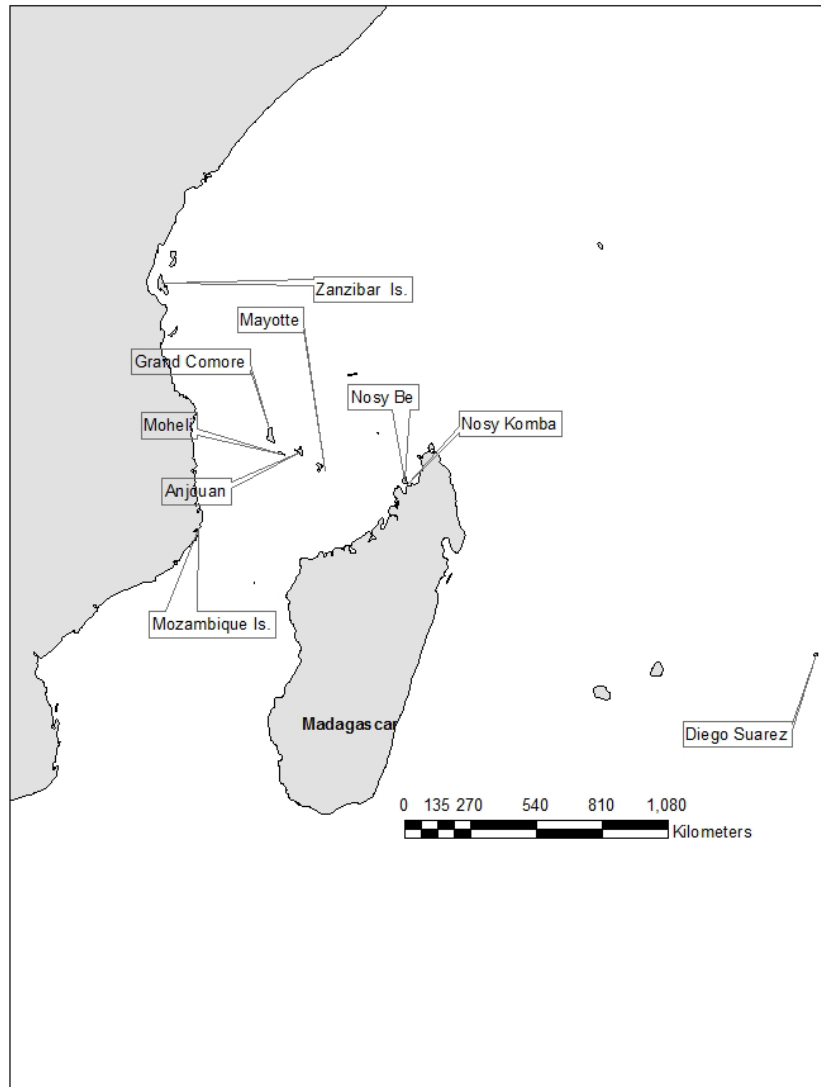 Zanzibar Is.
Mayotte
Grand Comore
Nosy Be
Moheli
Nosy Komba
Anjouan
Mozambique Is.
Madagascar
Diego Suarez
0 135 270 540 810 1,080
Kilometers